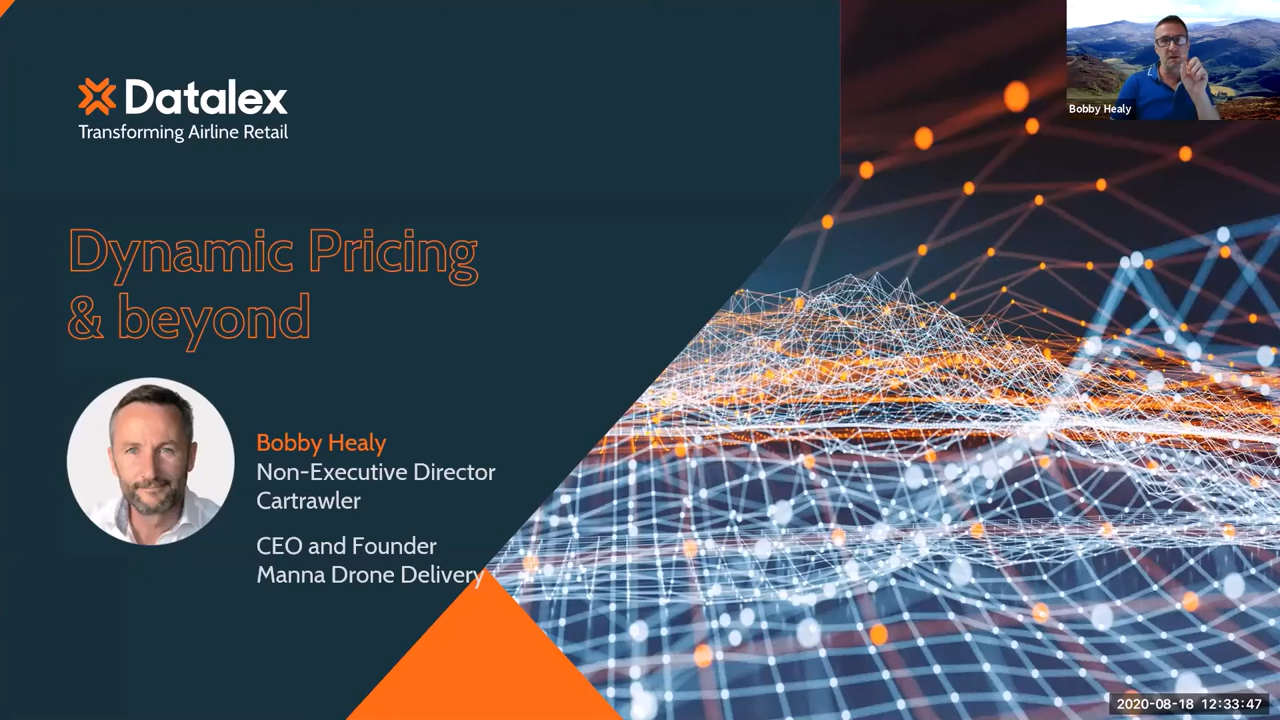 Datalex
Transforming Airline Retail
Bobby Healy
Dynamic Pricing
& beyond
Bobby Healy
Non-Executive Director
Cartrawler
CEO and Founder
Manna Drone Delivery
2020-08-18 12:33:47